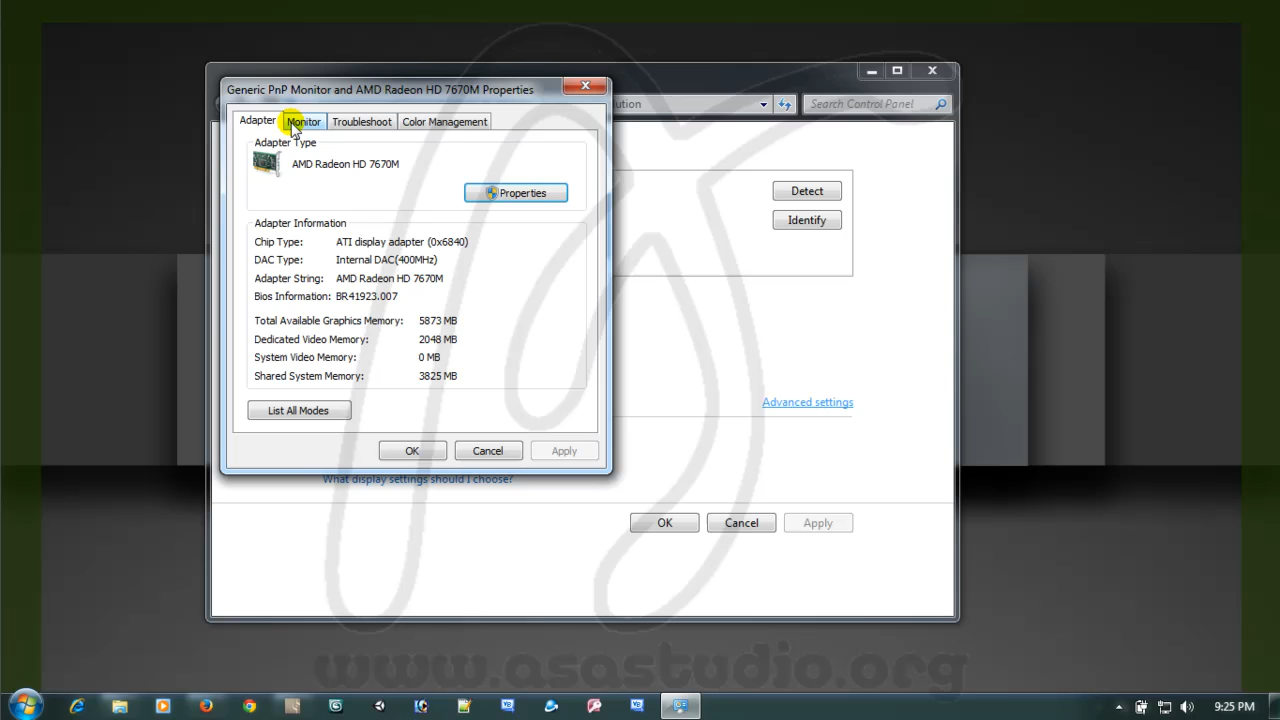 Generic PnP Monitor and AMD Radeon HD 7670M Properties
ution
Search Control Panel
Adapter Monitor Troubleshoot Color Management
Adapter Type
AMD Radeon HD 7670M
Properties
Detect
Identify
Adapter Information
Chip Type: ATI display adapter (0x6840)
DAC Type: Internal DAC(400MHz)
Adapter String: AMD Radeon HD 7670M
Bios Information: BR41923.007
Total Available Graphics Memory: 5873 MB
Dedicated Video Memory: 2048 MB
System Video Memory: 0 MB
Shared System Memory: 3825 MB
List All Modes
Advanced settings
OK Cancel Apply
What display settings should I choose?
OK Cancel Apply
www.asastudio.org
9:25 PM